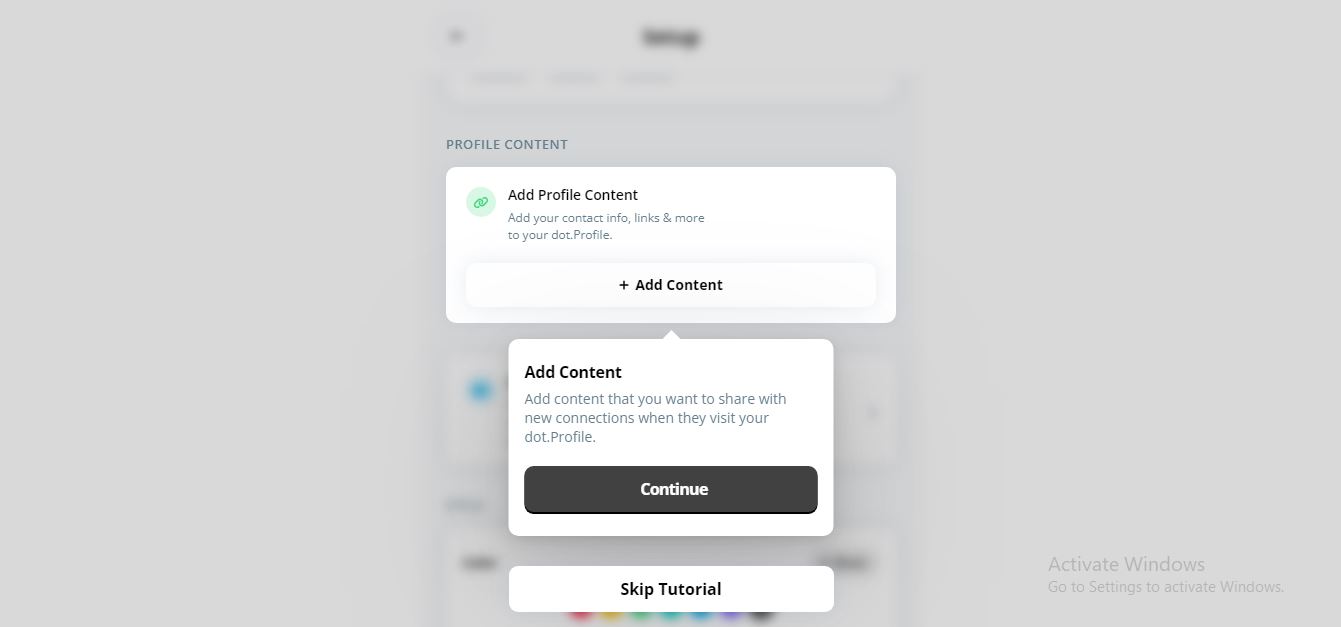 Setup
PROFILE CONTENT
Add Profile Content
Add your contact info, links & more
to your dot.Profile.
+ Add Content
Add Content
Add content that you want to share with
new connections when they visit your
dot.Profile.
Continue
Skip Tutorial
Activate Windows
Go to Settings to activate Windows.